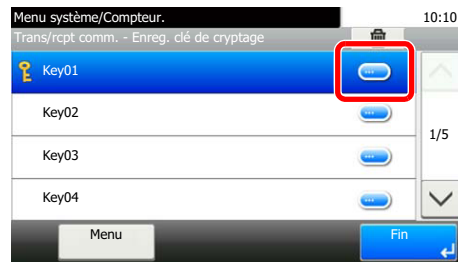 Menu système/Compteur.
10:10
Trans/rcpt comm. - Enreg. clé de cryptage
Key01
Key02
1/5
Key03
Key04
Menu
Fin